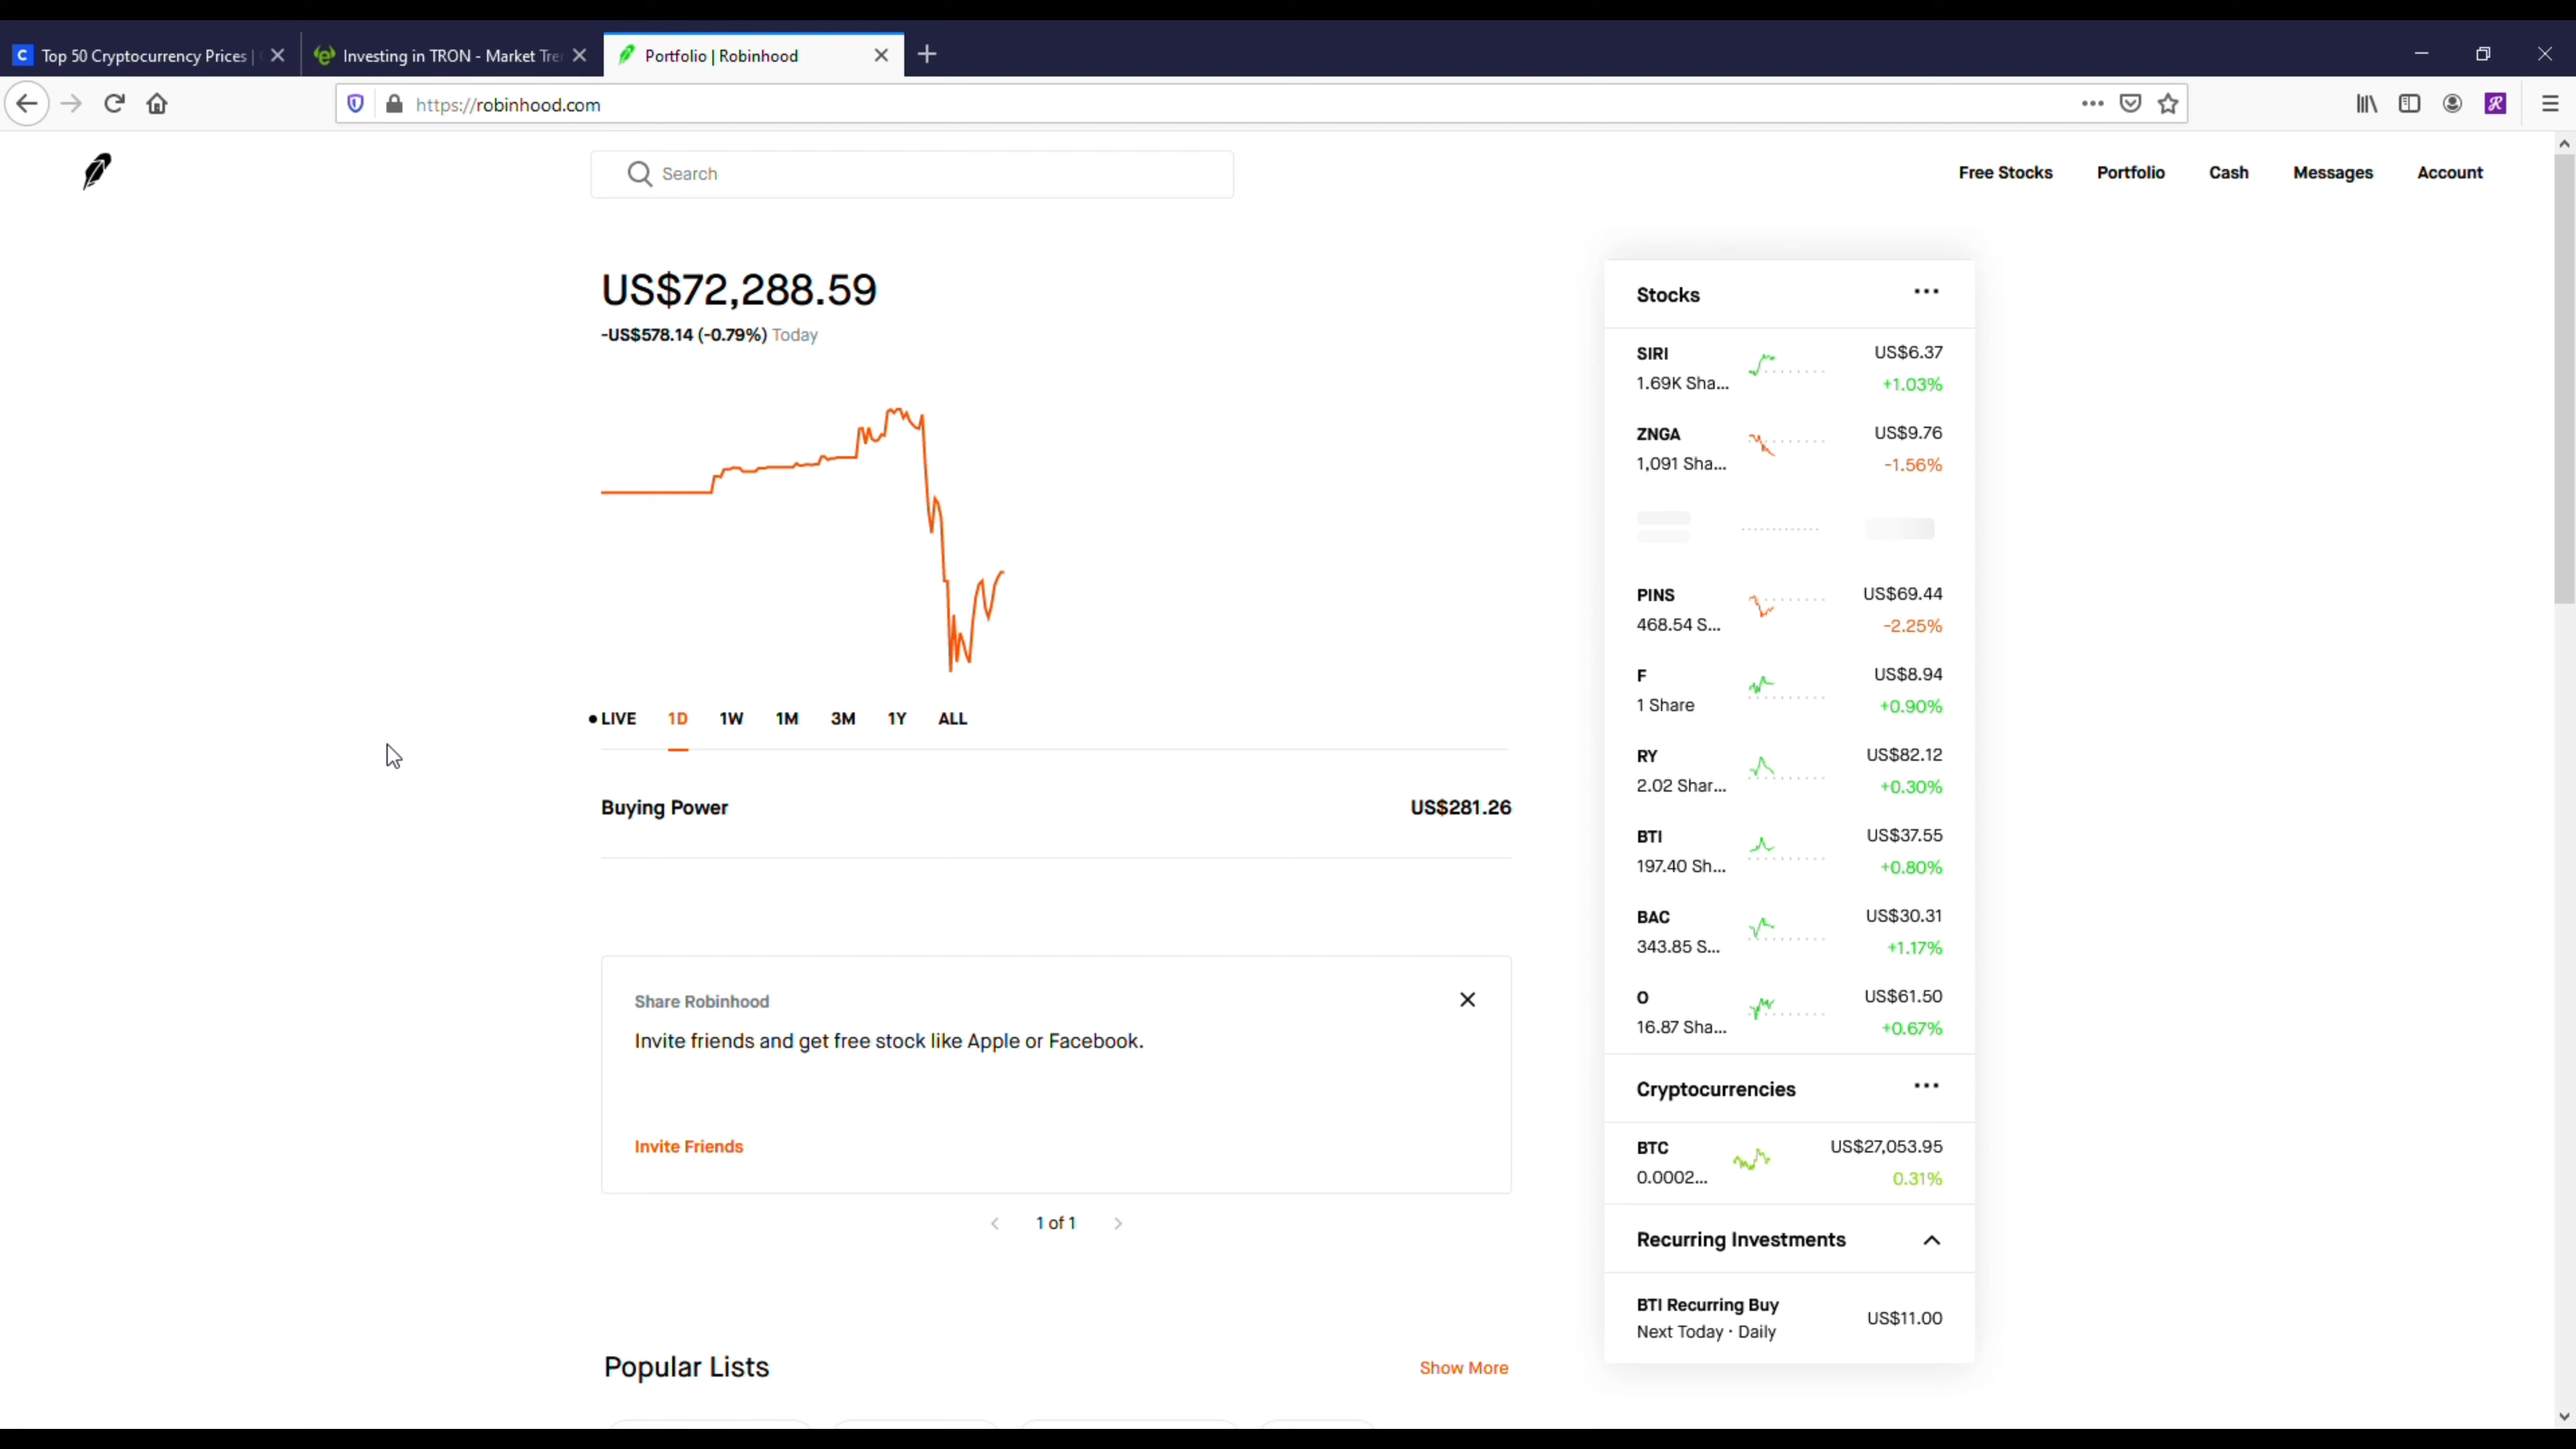 Top 50 Cryptocurrency Prices |
Investing in TRON - Market Tre
Portfolio | Robinhood
https://robinhood.com
Search
Free Stocks
Portfolio
Cash
Messages
Account
US$72,288.59
-US$578.14 (-0.79%) Today
LIVE 1D 1W 1M 3M 1Y ALL
Buying Power US$281.26
Share Robinhood
Invite friends and get free stock like Apple or Facebook.
Invite Friends
1 of 1
Popular Lists Show More
Stocks
SIRI US$6.37
1.69K Sha... +1.03%
ZNGA US$9.76
1,091 Sha... -1.56%
PINS US$69.44
468.54 S... -2.25%
F US$8.94
1 Share +0.90%
RY US$82.12
2.02 Shar... +0.30%
BTI US$37.55
197.40 Sh... +0.80%
BAC US$30.31
343.85 S... +1.17%
O US$61.50
16.87 Sha... +0.67%
Cryptocurrencies
BTC US$27,053.95
0.0002... 0.31%
Recurring Investments
BTI Recurring Buy US$11.00
Next Today · Daily